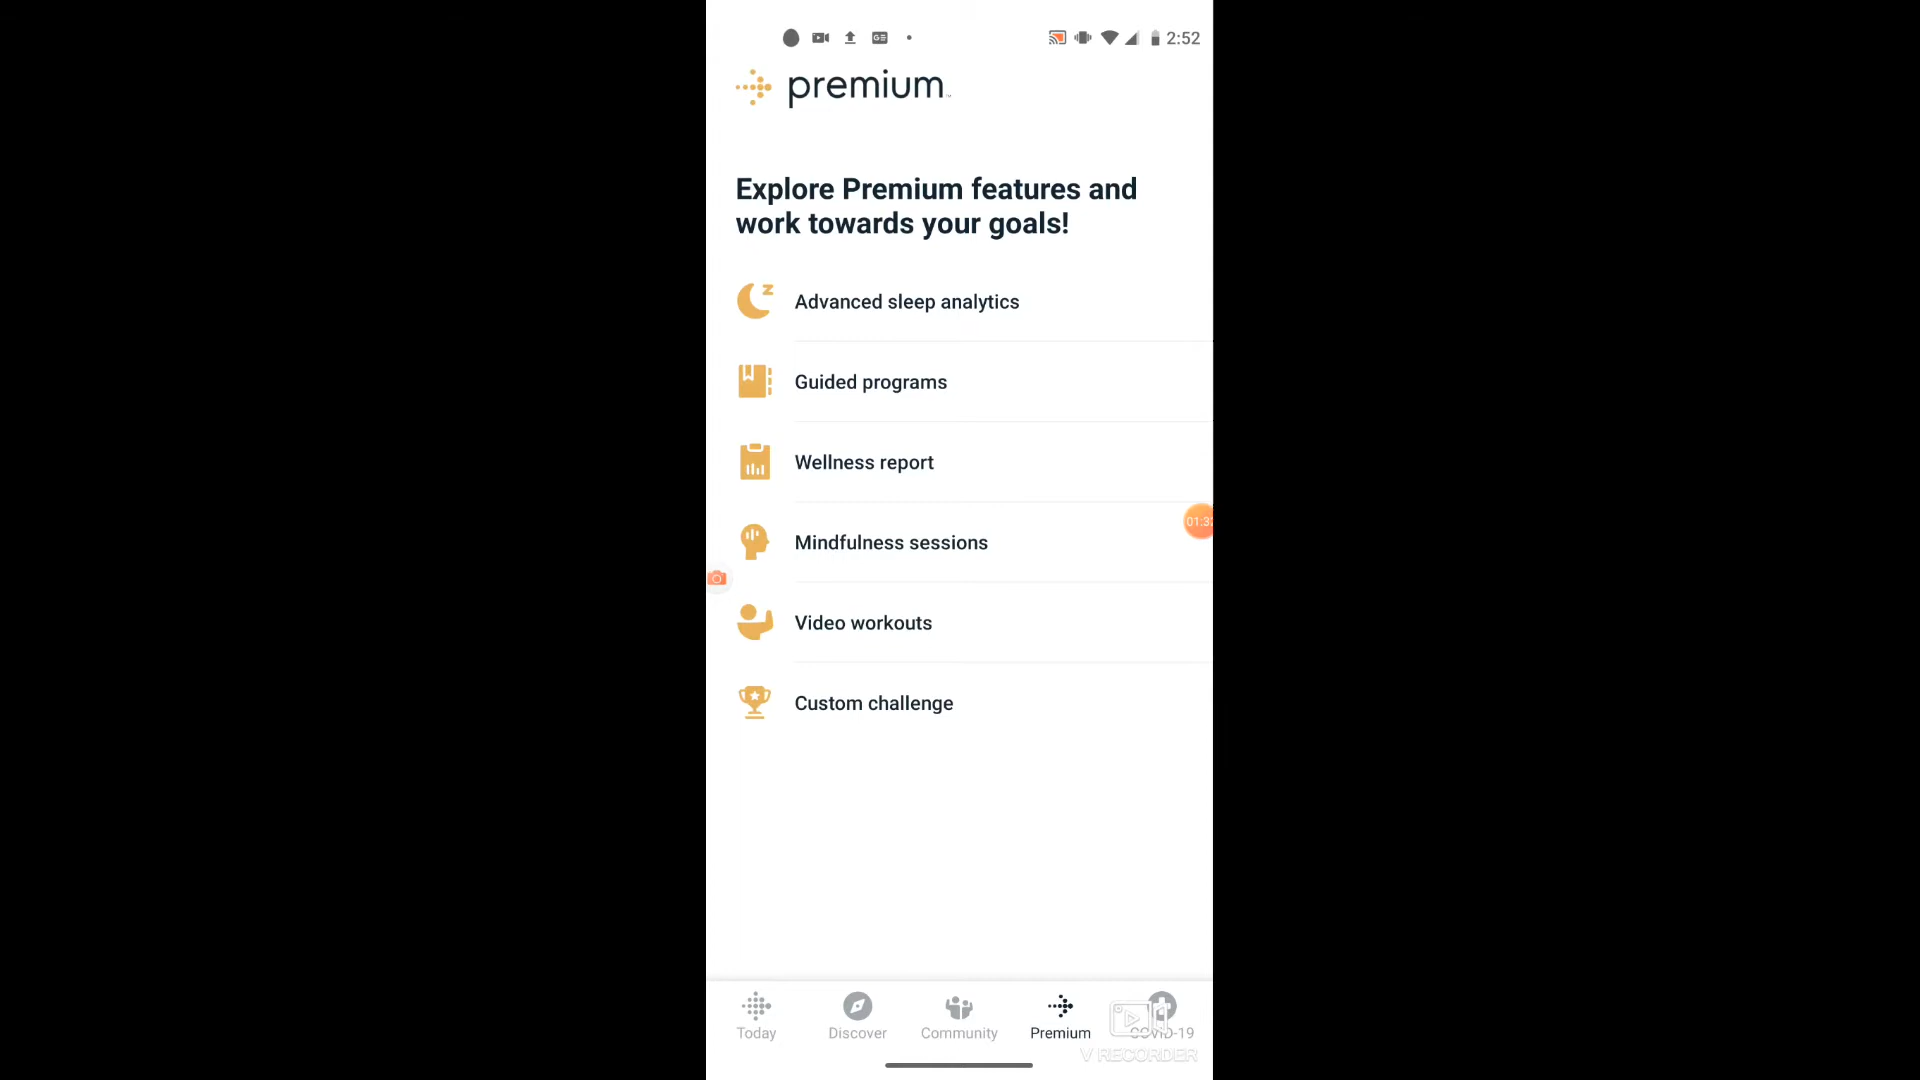 2:52
premium
Explore Premium features and
work towards your goals!
Advanced sleep analytics
Guided programs
Wellness report
Mindfulness sessions
Video workouts
Custom challenge
Today
Discover
Community
Premium
COVID-19
V RECORDER